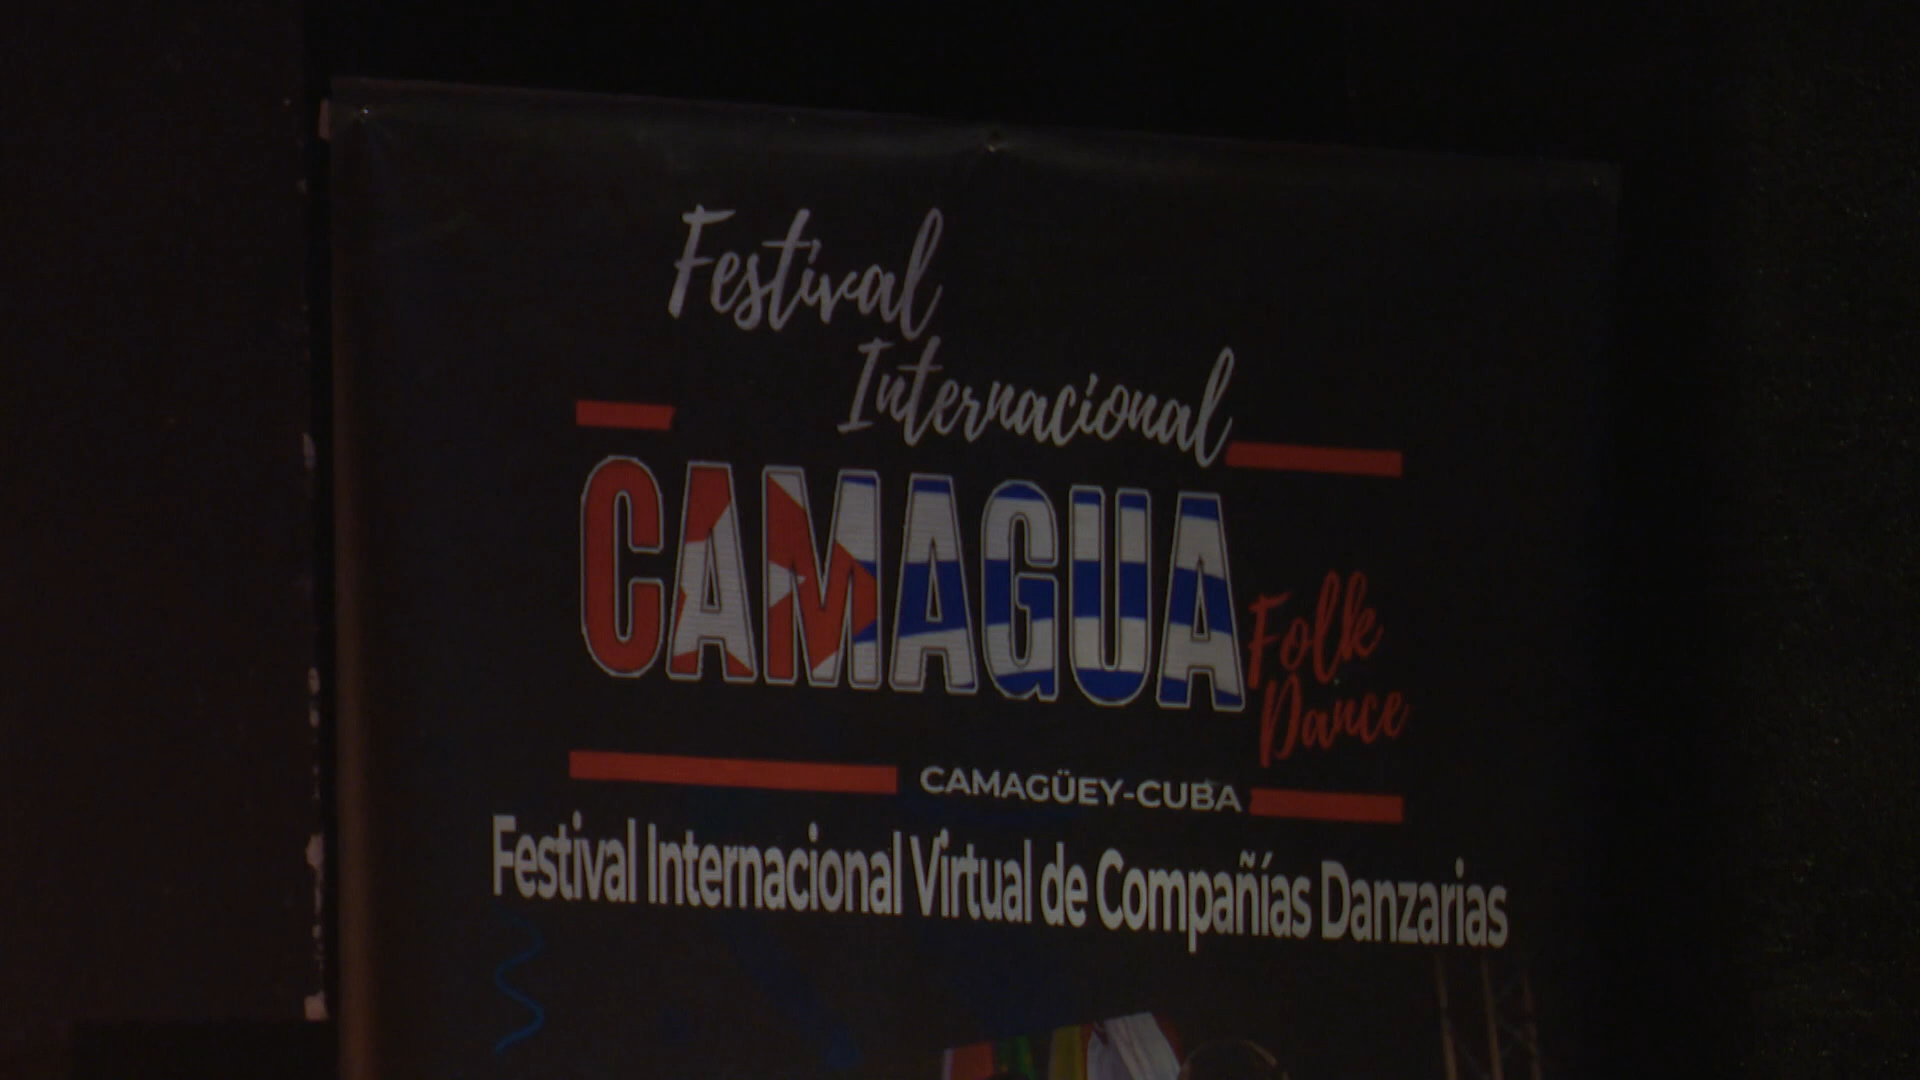 Festival
Internacional
CAMAGUA
Folk
Dance
CAMAGÜEY-CUBA
Festival Internacional Virtual de Compañías Danzarias